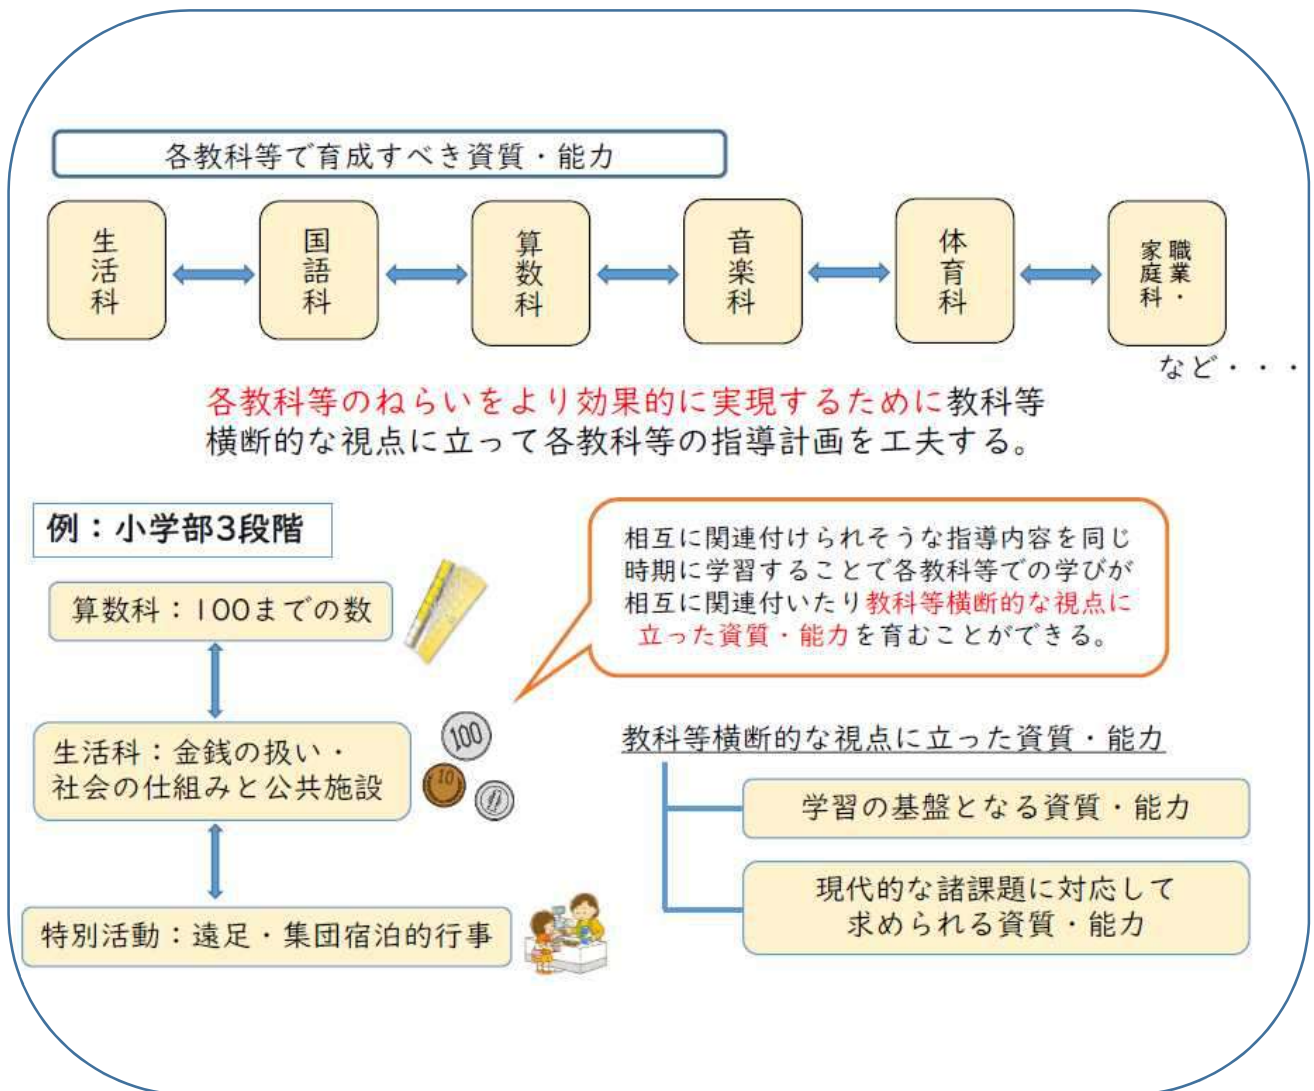 各教科等で育成すべき資質・能力
生活科
国語科
算数科
音楽科
体育科
職業・
家庭科
など・・・
各教科等のねらいをより効果的に実現するために教科等
横断的な視点に立って各教科等の指導計画を工夫する。
例：小学部3段階
算数科：100までの数
生活科：金銭の扱い・
社会の仕組みと公共施設
100
10
特別活動：遠足・集団宿泊的行事
相互に関連付けられそうな指導内容を同じ
時期に学習することで各教科等での学びが
相互に関連付いたり教科等横断的な視点に
立った資質・能力を育むことができる。
教科等横断的な視点に立った資質・能力
学習の基盤となる資質・能力
現代的な諸課題に対応して
求められる資質・能力